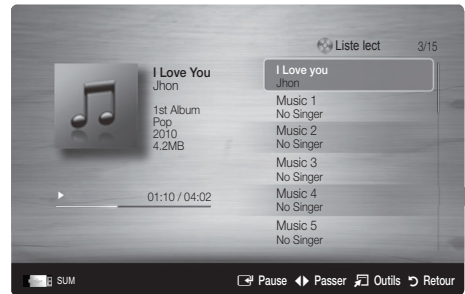 Liste lect 3/15
I Love You
Jhon
1st Album
Pop
2010
4.2MB
01:10 / 04:02
I Love you
Jhon
Music 1
No Singer
Music 2
No Singer
Music 3
No Singer
Music 4
No Singer
Music 5
No Singer
SUM Pause Passer Outils Retour